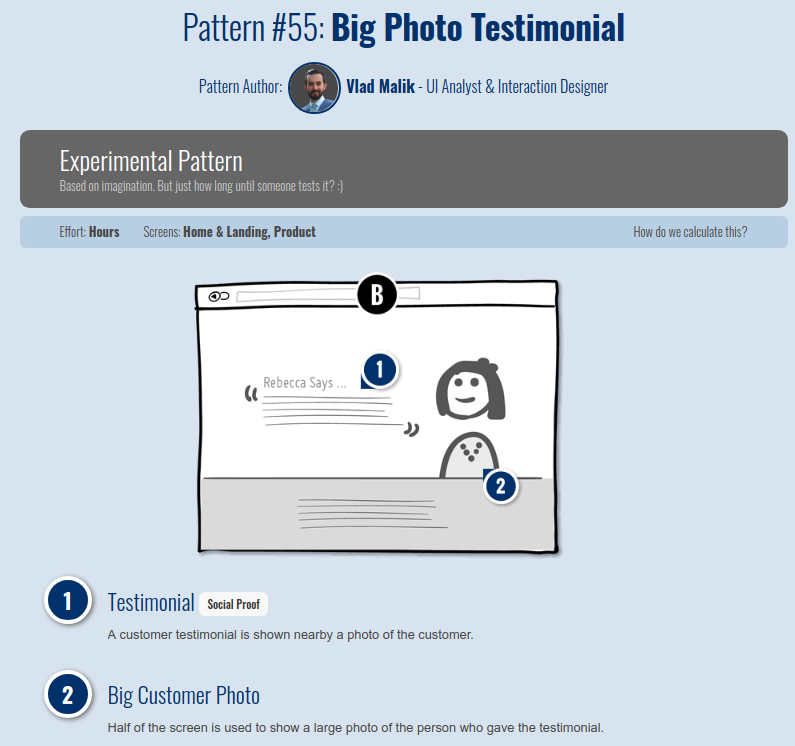 Pattern #55: Big Photo Testimonial
Pattern Author: Vlad Malik - UI Analyst & Interaction Designer
Experimental Pattern
Based on imagination. But just how long until someone tests it? :)
Effort: Hours Screens: Home & Landing, Product How do we calculate this?
B
1
“ Rebecca Says ...
”
2
1 Testimonial Social Proof
A customer testimonial is shown nearby a photo of the customer.
2 Big Customer Photo
Half of the screen is used to show a large photo of the person who gave the testimonial.